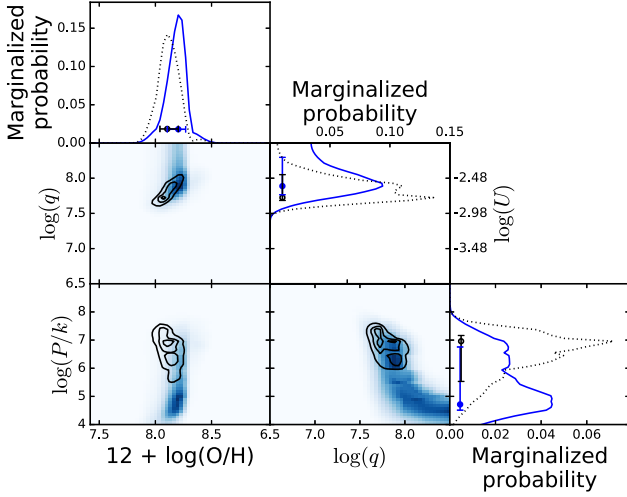 Marginalized
probability
0.15
0.10
0.05
0.00
Marginalized
probability
0.05 0.10 0.15
log(q)
8.0
7.5
7.0
6.5
-2.48
-2.98
-3.48
log(U)
log(P/k)
8
7
6
5
4
7.5 8.0 8.5
12 + log(O/H)
6.5 7.0 7.5 8.0
log(q)
0.00 0.02 0.04 0.06
Marginalized
probability